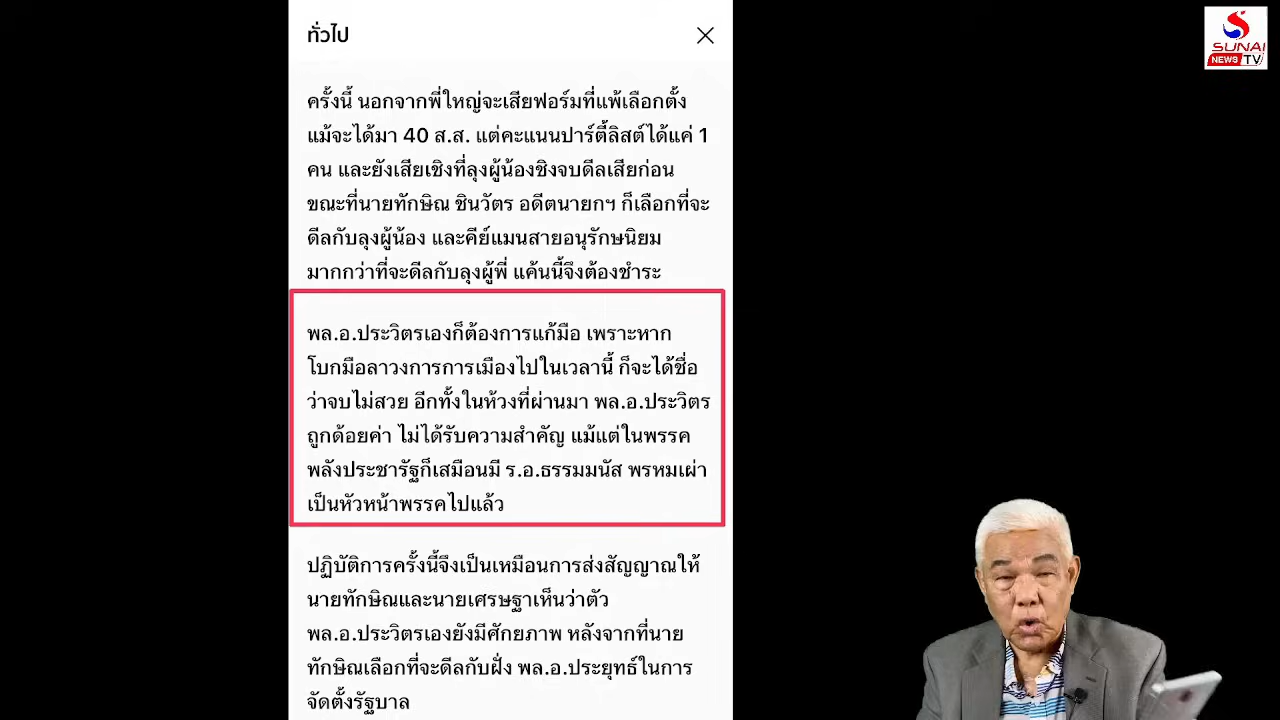 ทั่วไป
SUNAI
NEWS TV
ครั้งนี้ นอกจากพี่ใหญ่จะเสียฟอร์มที่แพ้เลือกตั้ง
แม้จะได้มา 40 ส.ส. แต่คะแนนปาร์ตี้ลิสต์ได้แค่ 1
คน และยังเสียเชิงที่ลุงผู้น้องชิงจบดีลเสียก่อน
ขณะที่นายทักษิณ ชินวัตร อดีตนายกฯ ก็เลือกที่จะ
ดีลกับลุงผู้น้อง และคีย์แมนสายอนุรักษนิยม
มากกว่าที่จะดีลกับลุงผู้พี่ แค้นนี้จึงต้องชำระ
พล.อ.ประวิตรเองก็ต้องการแก้มือ เพราะหาก
โบกมือลาวงการการเมืองไปในเวลานี้ ก็จะได้ชื่อ
ว่าจบไม่สวย อีกทั้งในห้วงที่ผ่านมา พล.อ.ประวิตร
ถูกด้อยค่า ไม่ได้รับความสำคัญ แม้แต่ในพรรค
พลังประชารัฐก็เสมือนมี ร.อ.ธรรมมนัส พรหมเผ่า
เป็นหัวหน้าพรรคไปแล้ว
ปฏิบัติการครั้งนี้จึงเป็นเหมือนการส่งสัญญาณให้
นายทักษิณและนายเศรษฐาเห็นว่าตัว
พล.อ.ประวิตรเองยังมีศักยภาพ หลังจากที่นาย
ทักษิณเลือกที่จะดีลกับฝั่ง พล.อ.ประยุทธ์ในการ
จัดตั้งรัฐบาล